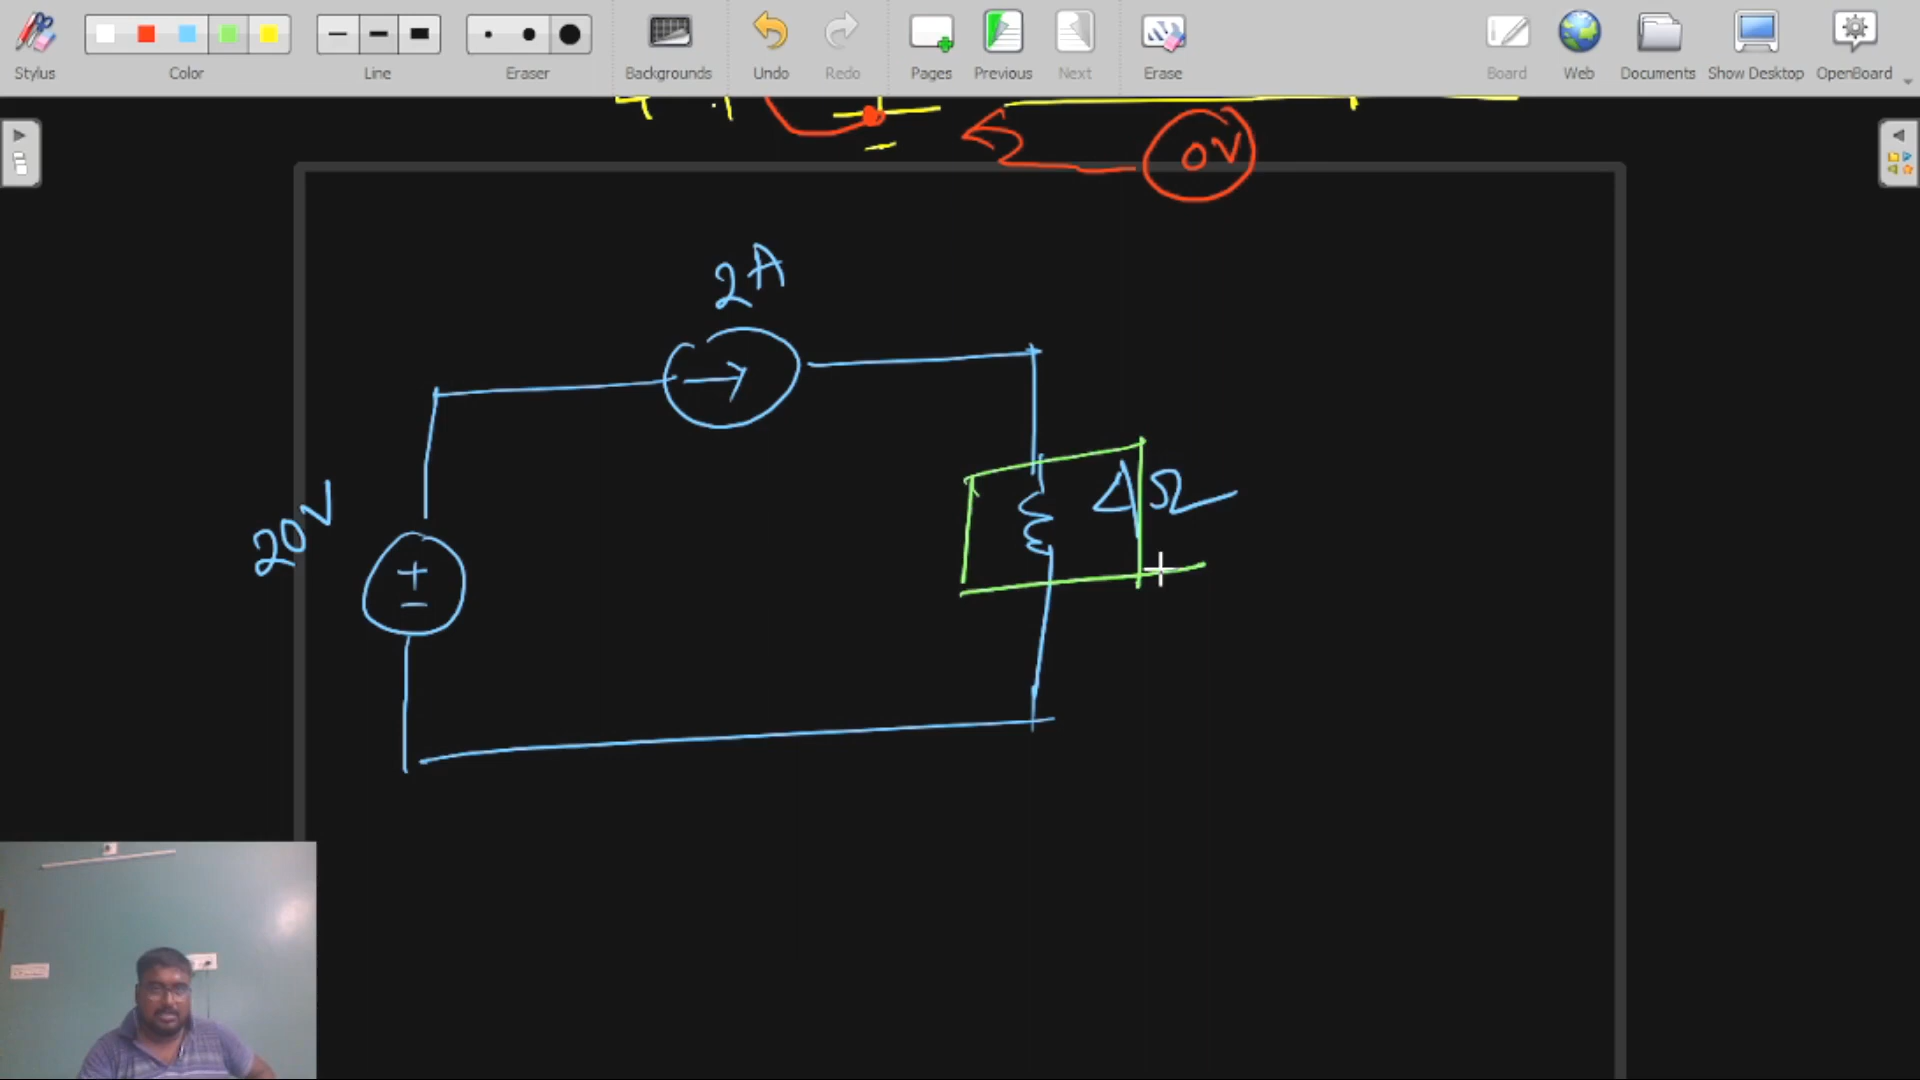 Stylus
Color
Line
Eraser
Backgrounds
Undo
Redo
Pages
Previous
Next
Erase
Board
Web
Documents
Show Desktop
OpenBoard
0V
2A
20V
+
−
4Ω